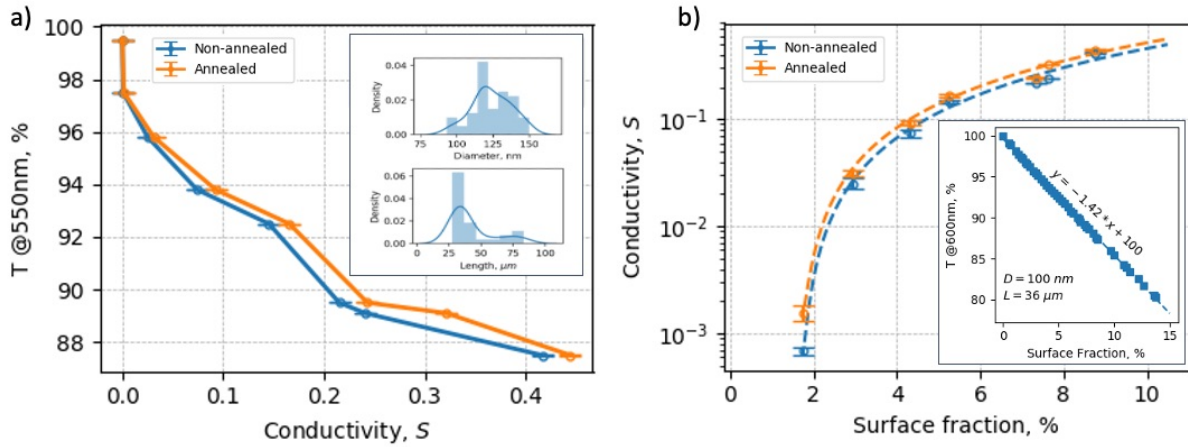 a)
T @550nm, %
100
98
96
94
92
90
88
0.0 0.1 0.2 0.3 0.4
Conductivity, S
Non-annealed
Annealed
Density
0.04
0.02
0.00
75 100 125 150
Diameter, nm
Density
0.06
0.04
0.02
0.00
0 25 50 75 100
Length, μm
b)
Conductivity, S
10⁻¹
10⁻²
10⁻³
0 2 4 6 8 10
Surface fraction, %
Non-annealed
Annealed
T @600nm, %
100
95
90
85
80
y = −1.42 * x + 100
D = 100 nm
L = 36 μm
0 5 10 15
Surface Fraction, %